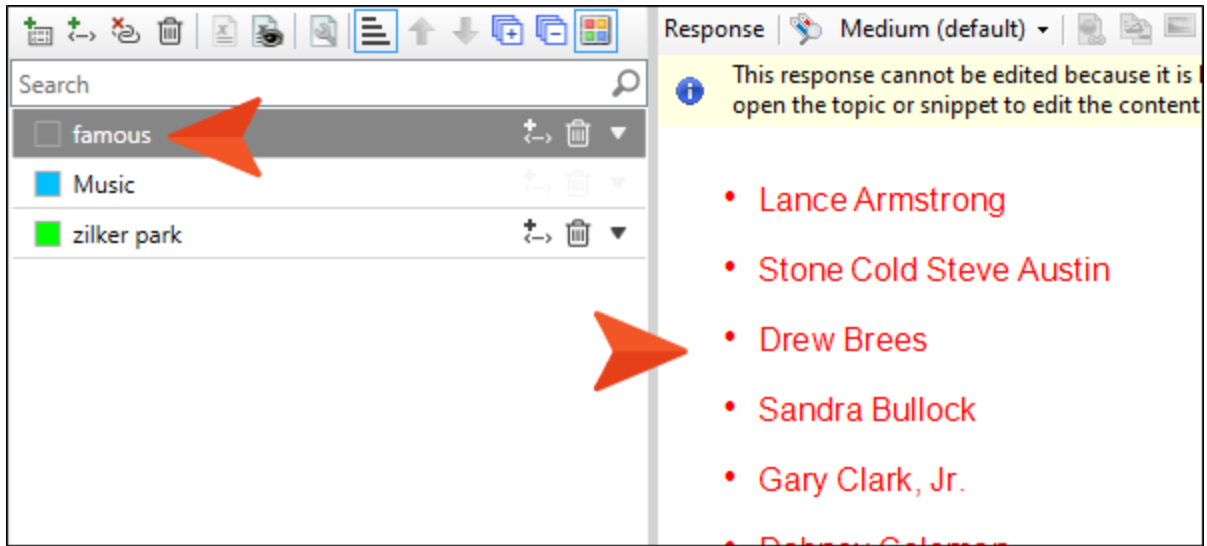 Response
Medium (default)
Search
This response cannot be edited because it is
open the topic or snippet to edit the content
famous
Music
zilker park
• Lance Armstrong
• Stone Cold Steve Austin
• Drew Brees
• Sandra Bullock
• Gary Clark, Jr.